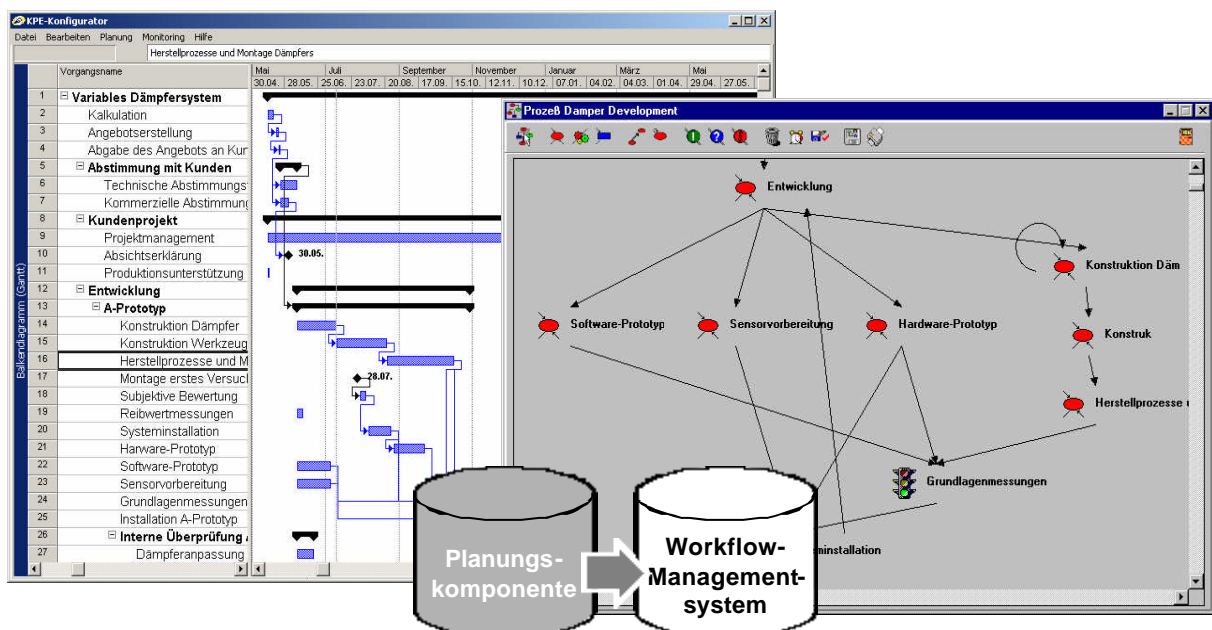 KPE-Konfigurator
Datei Bearbeiten Planung Monitoring Hilfe
Herstellprozesse und Montage Dämpfers
Vorgangsname
Mai Juli September November Januar März Mai
30.04. 28.05. 25.06. 23.07. 20.08. 17.09. 15.10. 12.11. 10.12. 07.01. 04.02. 04.03. 01.04. 29.04. 27.05.
Balkendiagramm (Gantt)
1 Variables Dämpfersystem
2 Kalkulation
3 Angebotserstellung
4 Abgabe des Angebots an Kun
5 Abstimmung mit Kunden
6 Technische Abstimmungs
7 Kommerzielle Abstimmung
8 Kundenprojekt
9 Projektmanagement
10 Absichtserklärung 30.05.
11 Produktionsunterstützung
12 Entwicklung
13 A-Prototyp
14 Konstruktion Dämpfer
15 Konstruktion Werkzeug
16 Herstellprozesse und M
17 Montage erstes Versucl 28.07.
18 Subjektive Bewertung
19 Reibwertmessungen
20 Systeminstallation
21 Harware-Prototyp
22 Software-Prototyp
23 Sensorvorbereitung
24 Grundlagenmessungen
25 Installation A-Prototyp
26 Interne Überprüfung
27 Dämpferanpassung
Prozeß Damper Development
Entwicklung
Konstruktion Däm
Software-Prototyp
Sensorvorbereitung
Hardware-Prototyp
Konstruk
Herstellprozesse u
Grundlagenmessungen
minstallation
Planungs-
komponente
Workflow-
Management-
system